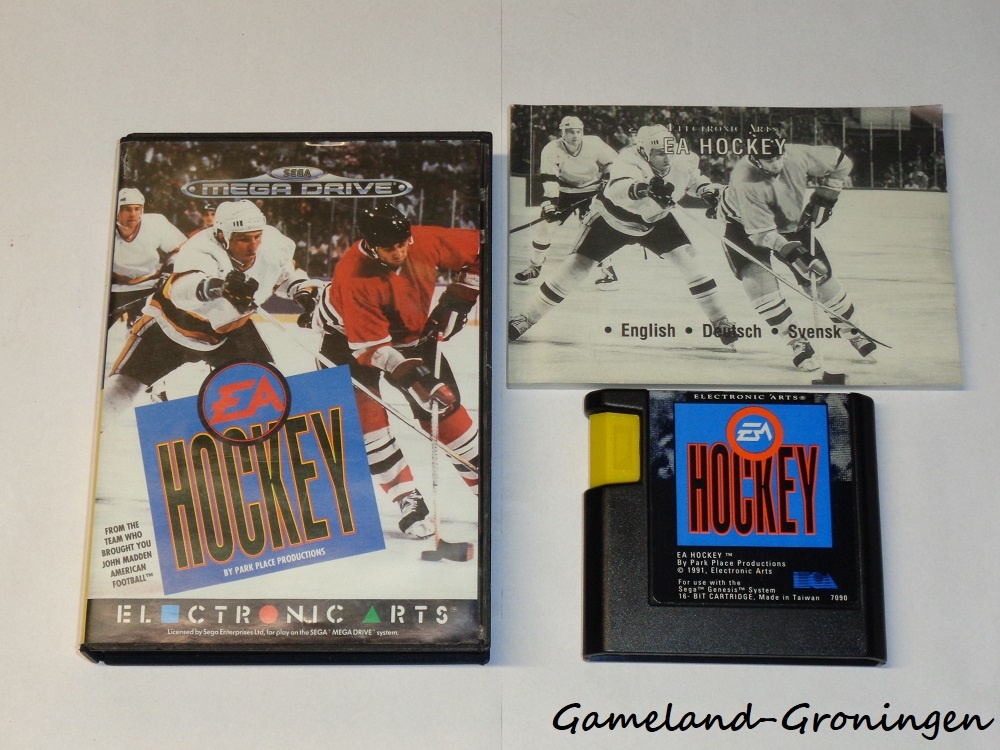 SEGA
MEGA DRIVE
EA
HOCKEY
BY PARK PLACE PRODUCTIONS
FROM THE
TEAM WHO
BROUGHT YOU
JOHN MADDEN
AMERICAN
FOOTBALL™
ELECTRONIC ARTS
Licensed by Sega Enterprises Ltd, for play on the SEGA™ MEGA DRIVE™ system.
ELECTRONIC ARTS
EA HOCKEY
• English • Deutsch • Svensk •
ELECTRONIC ARTS®
EA
HOCKEY
EA HOCKEY ™
By Park Place Productions
© 1991, Electronic Arts
For use with the
Sega™ Genesis™ System
16- BIT CARTRIDGE, Made in Taiwan 7090
Gameland-Groningen